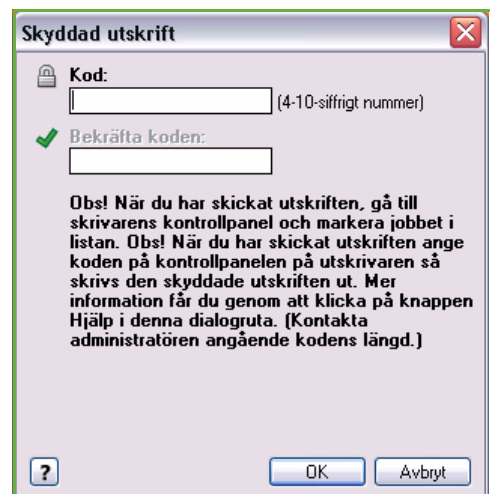 Skyddad utskrift
Kod:
(4-10-siffrigt nummer)
Bekräfta koden:
Obs! När du har skickat utskriften, gå till
skrivarens kontrollpanel och markera jobbet i
listan. Obs! När du har skickat utskriften ange
koden på kontrollpanelen på utskrivaren så
skrivs den skyddade utskriften ut. Mer
information får du genom att klicka på knappen
Hjälp i denna dialogruta. (Kontakta
administratören angående kodens längd.)
? OK Avbryt